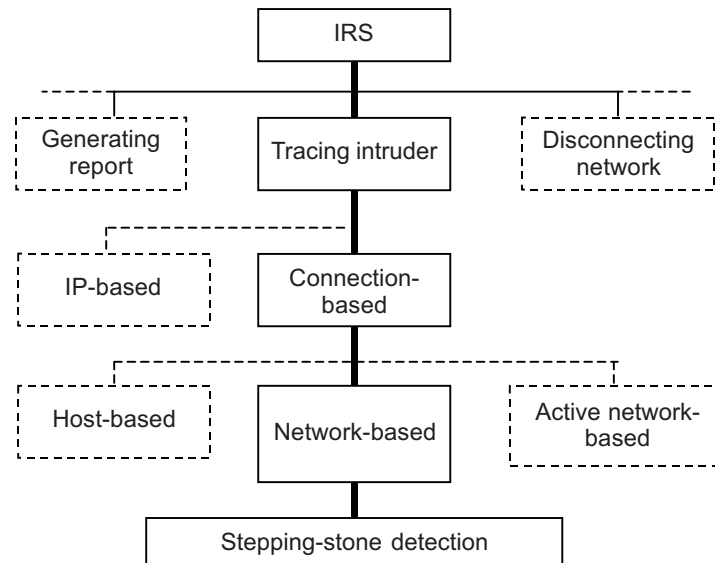 IRS
Generating
report
Tracing intruder
Disconnecting
network
IP-based
Connection-
based
Host-based
Network-based
Active network-
based
Stepping-stone detection